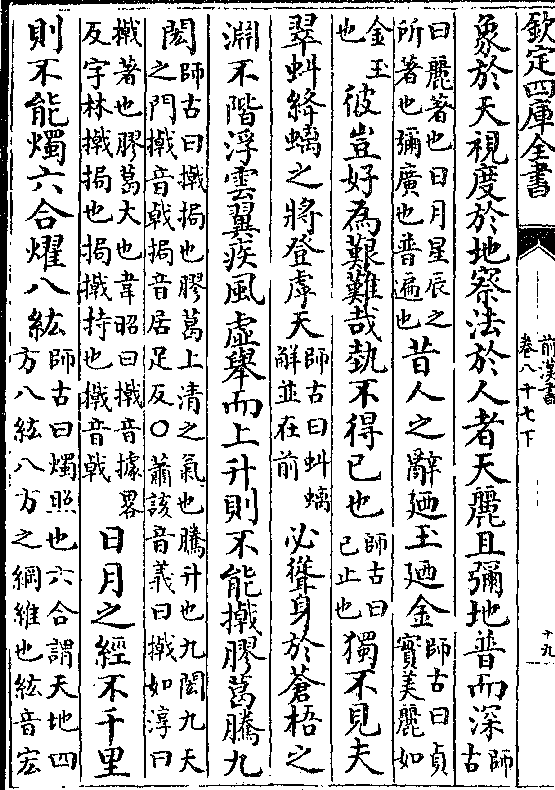 欽定四庫全書
前漢書
卷八十七下
十九
象於天視度於地察法於人者天麗且彌地普而深師古
曰麗著也日月星辰之所著也彌廣也普遍也昔人之辭廼玉廼金師古曰貞實美麗如
金玉也彼豈好為艱難哉埶不得已也師古曰已止也獨不見夫
翠虯絳螭之將登虖天師古曰虯螭解並在前必聳身於蒼梧之
淵不階浮雲翼疾風虛舉而上升則不能撠膠葛騰九
閎師古曰撠挶也膠葛上清之氣也騰升也九閎九天之門撠音戟挶音居足反○蕭該音義曰撠如淳曰
撠著也膠葛大也韋昭曰撠音據畧反字林撠挶也挶撠持也撠音戟日月之經不千里
則不能燭六合燿八紘師古曰燭照也六合謂天地四方八紘八方之綱維也紘音宏